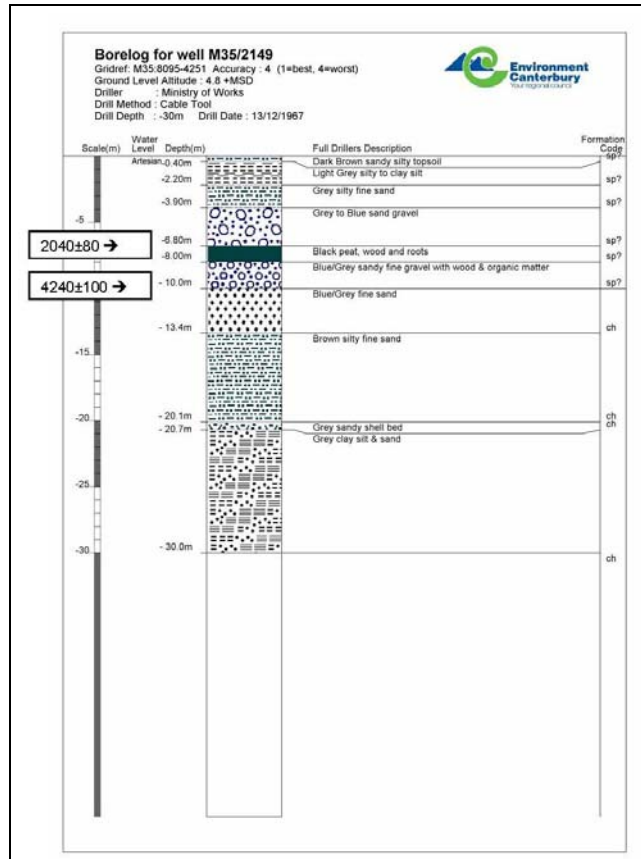 Borelog for well M35/2149
Gridref: M35:8095-4251 Accuracy : 4 (1=best, 4=worst)
Ground Level Altitude : 4.8 +MSD
Driller : Ministry of Works
Drill Method : Cable Tool
Drill Depth : -30m Drill Date : 13/12/1967
Environment
Canterbury
Your regional council
Scale(m) Water Level Depth(m) Full Drillers Description Formation Code
Artesian -0.40m Dark Brown sandy silty topsoil sp?
-2.20m Light Grey silty to clay silt sp?
-3.90m Grey silty fine sand sp?
-5
-6.80m Grey to Blue sand gravel sp?
2040±80 →
-8.00m Black peat, wood and roots sp?
4240±100 →
- 10.0m Blue/Grey sandy fine gravel with wood & organic matter sp?
- 13.4m Blue/Grey fine sand ch
-15
Brown silty fine sand
-20
- 20.1m ch
- 20.7m Grey sandy shell bed ch
Grey clay silt & sand
-25
-30
- 30.0m ch